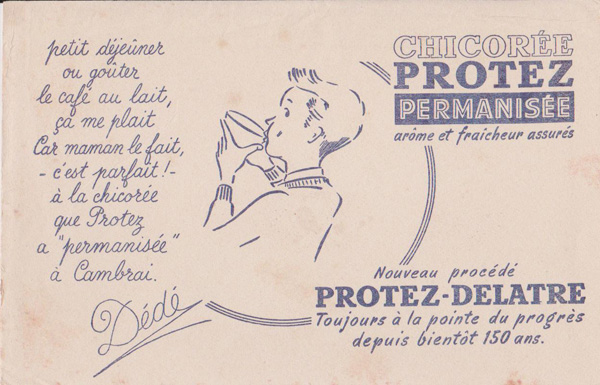 petit déjeûner
ou goûter
le café au lait,
ça me plait
Car maman le fait,
- c'est parfait !-
à la chicorée
que Protez
a "permanisée"
à Cambrai.
Dédé
CHICORÉE
PROTEZ
PERMANISÉE
arôme et fraicheur assurés
Nouveau procédé
PROTEZ-DELATRE
Toujours à la pointe du progrès
depuis bientôt 150 ans.